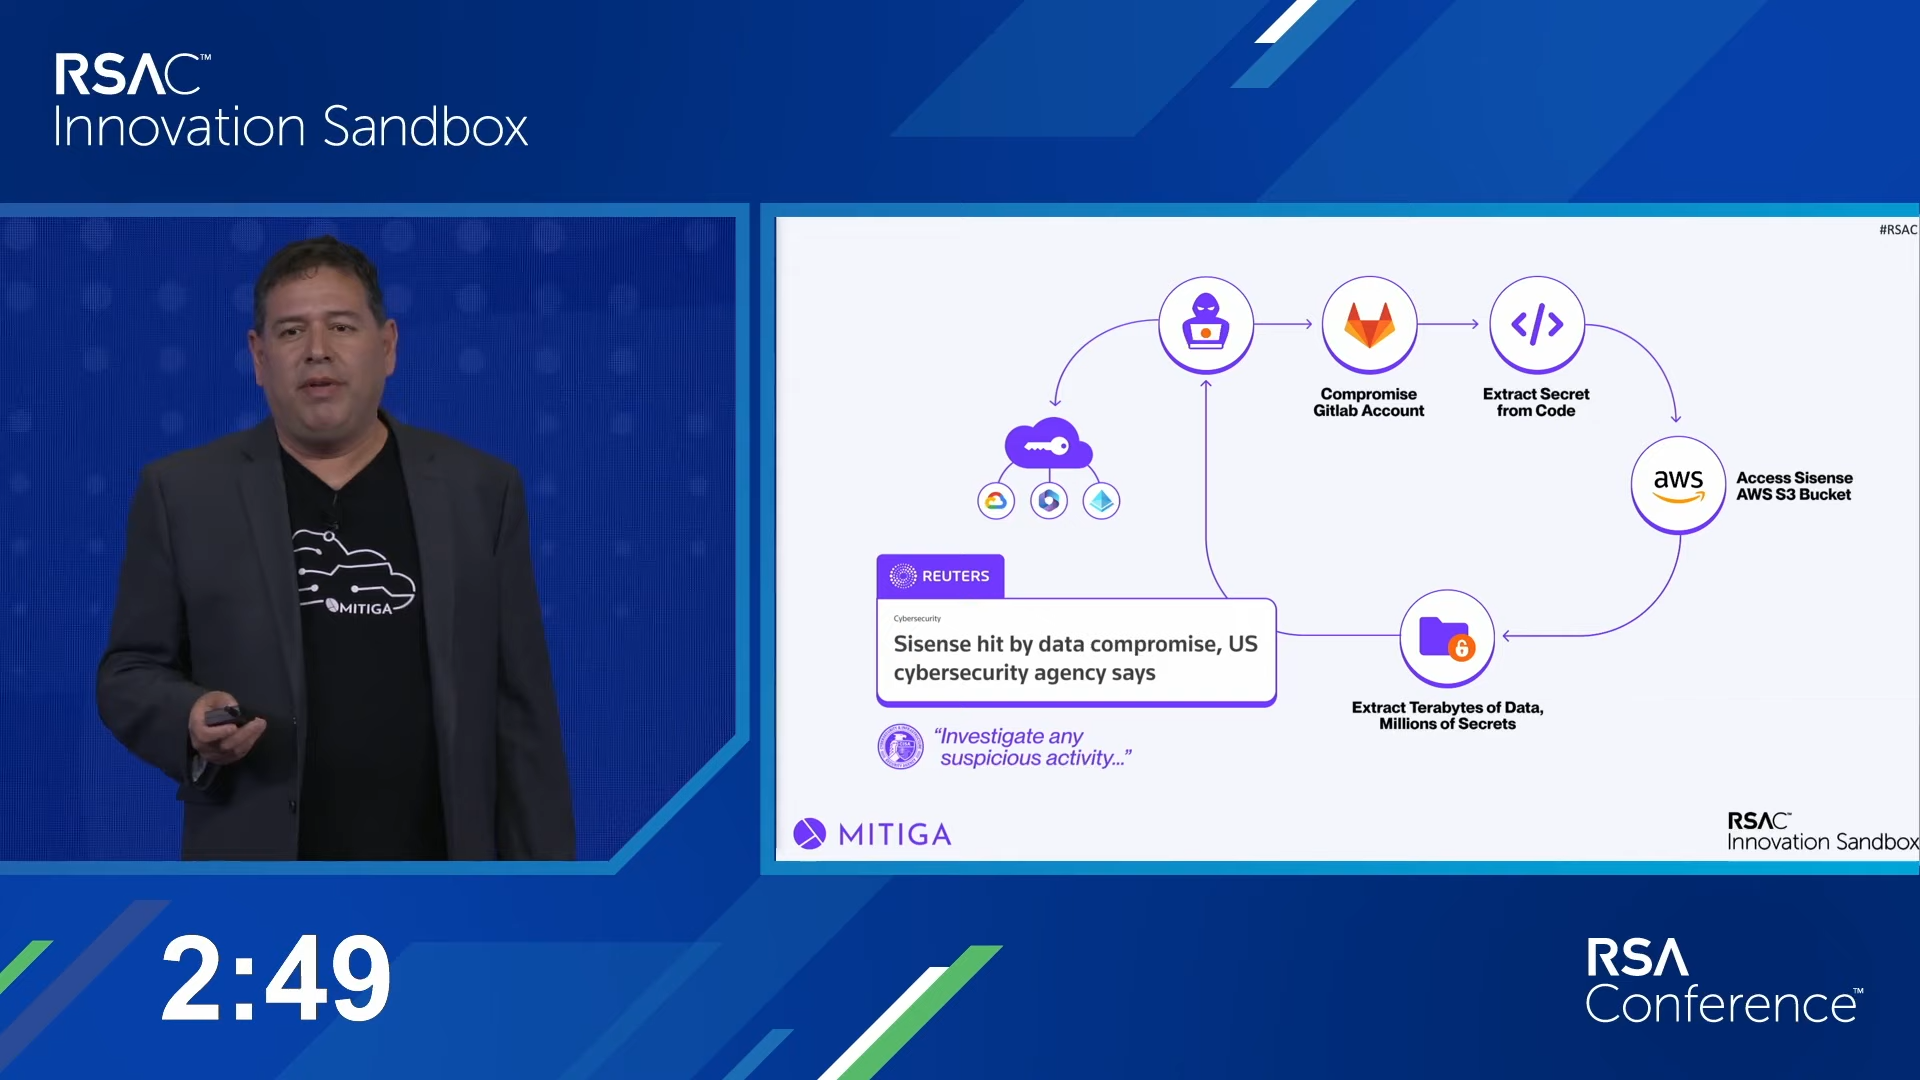 RSAC™
Innovation Sandbox
#RSAC
Compromise
Gitlab Account
Extract Secret
from Code
aws
Access Sisense
AWS S3 Bucket
REUTERS
Cybersecurity
Sisense hit by data compromise, US
cybersecurity agency says
Extract Terabytes of Data,
Millions of Secrets
“Investigate any
suspicious activity...”
MITIGA
MITIGA
RSAC™
Innovation Sandbox
2:49
RSA
Conference™